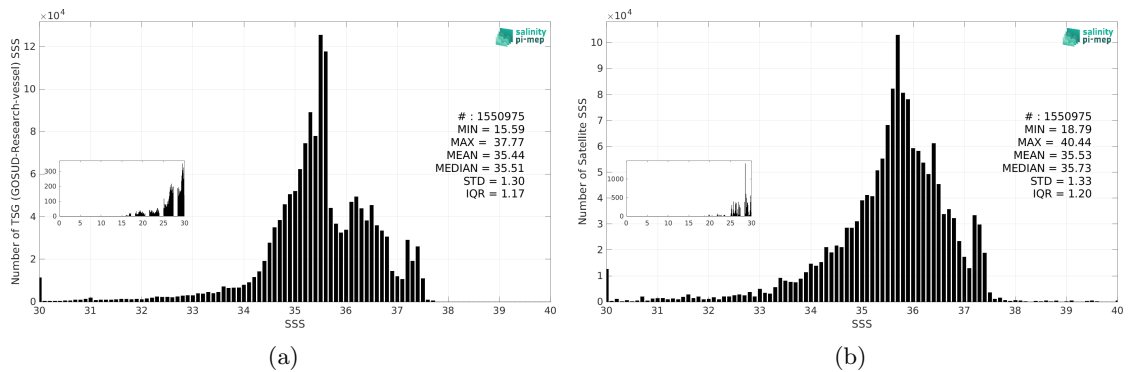 ×10⁴
salinity
pi-mep
Number of TSG (GOSUD-Research-vessel) SSS
12
10
8
6
4
2
0
# : 1550975
MIN = 15.59
MAX = 37.77
MEAN = 35.44
MEDIAN = 35.51
STD = 1.30
IQR = 1.17
300
200
100
0
0 5 10 15 20 25 30
30 31 32 33 34 35 36 37 38 39 40
SSS
(a)
×10⁴
salinity
pi-mep
Number of Satellite SSS
10
9
8
7
6
5
4
3
2
1
0
# : 1550975
MIN = 18.79
MAX = 40.44
MEAN = 35.53
MEDIAN = 35.73
STD = 1.33
IQR = 1.20
1000
500
0
0 5 10 15 20 25 30
30 31 32 33 34 35 36 37 38 39 40
SSS
(b)